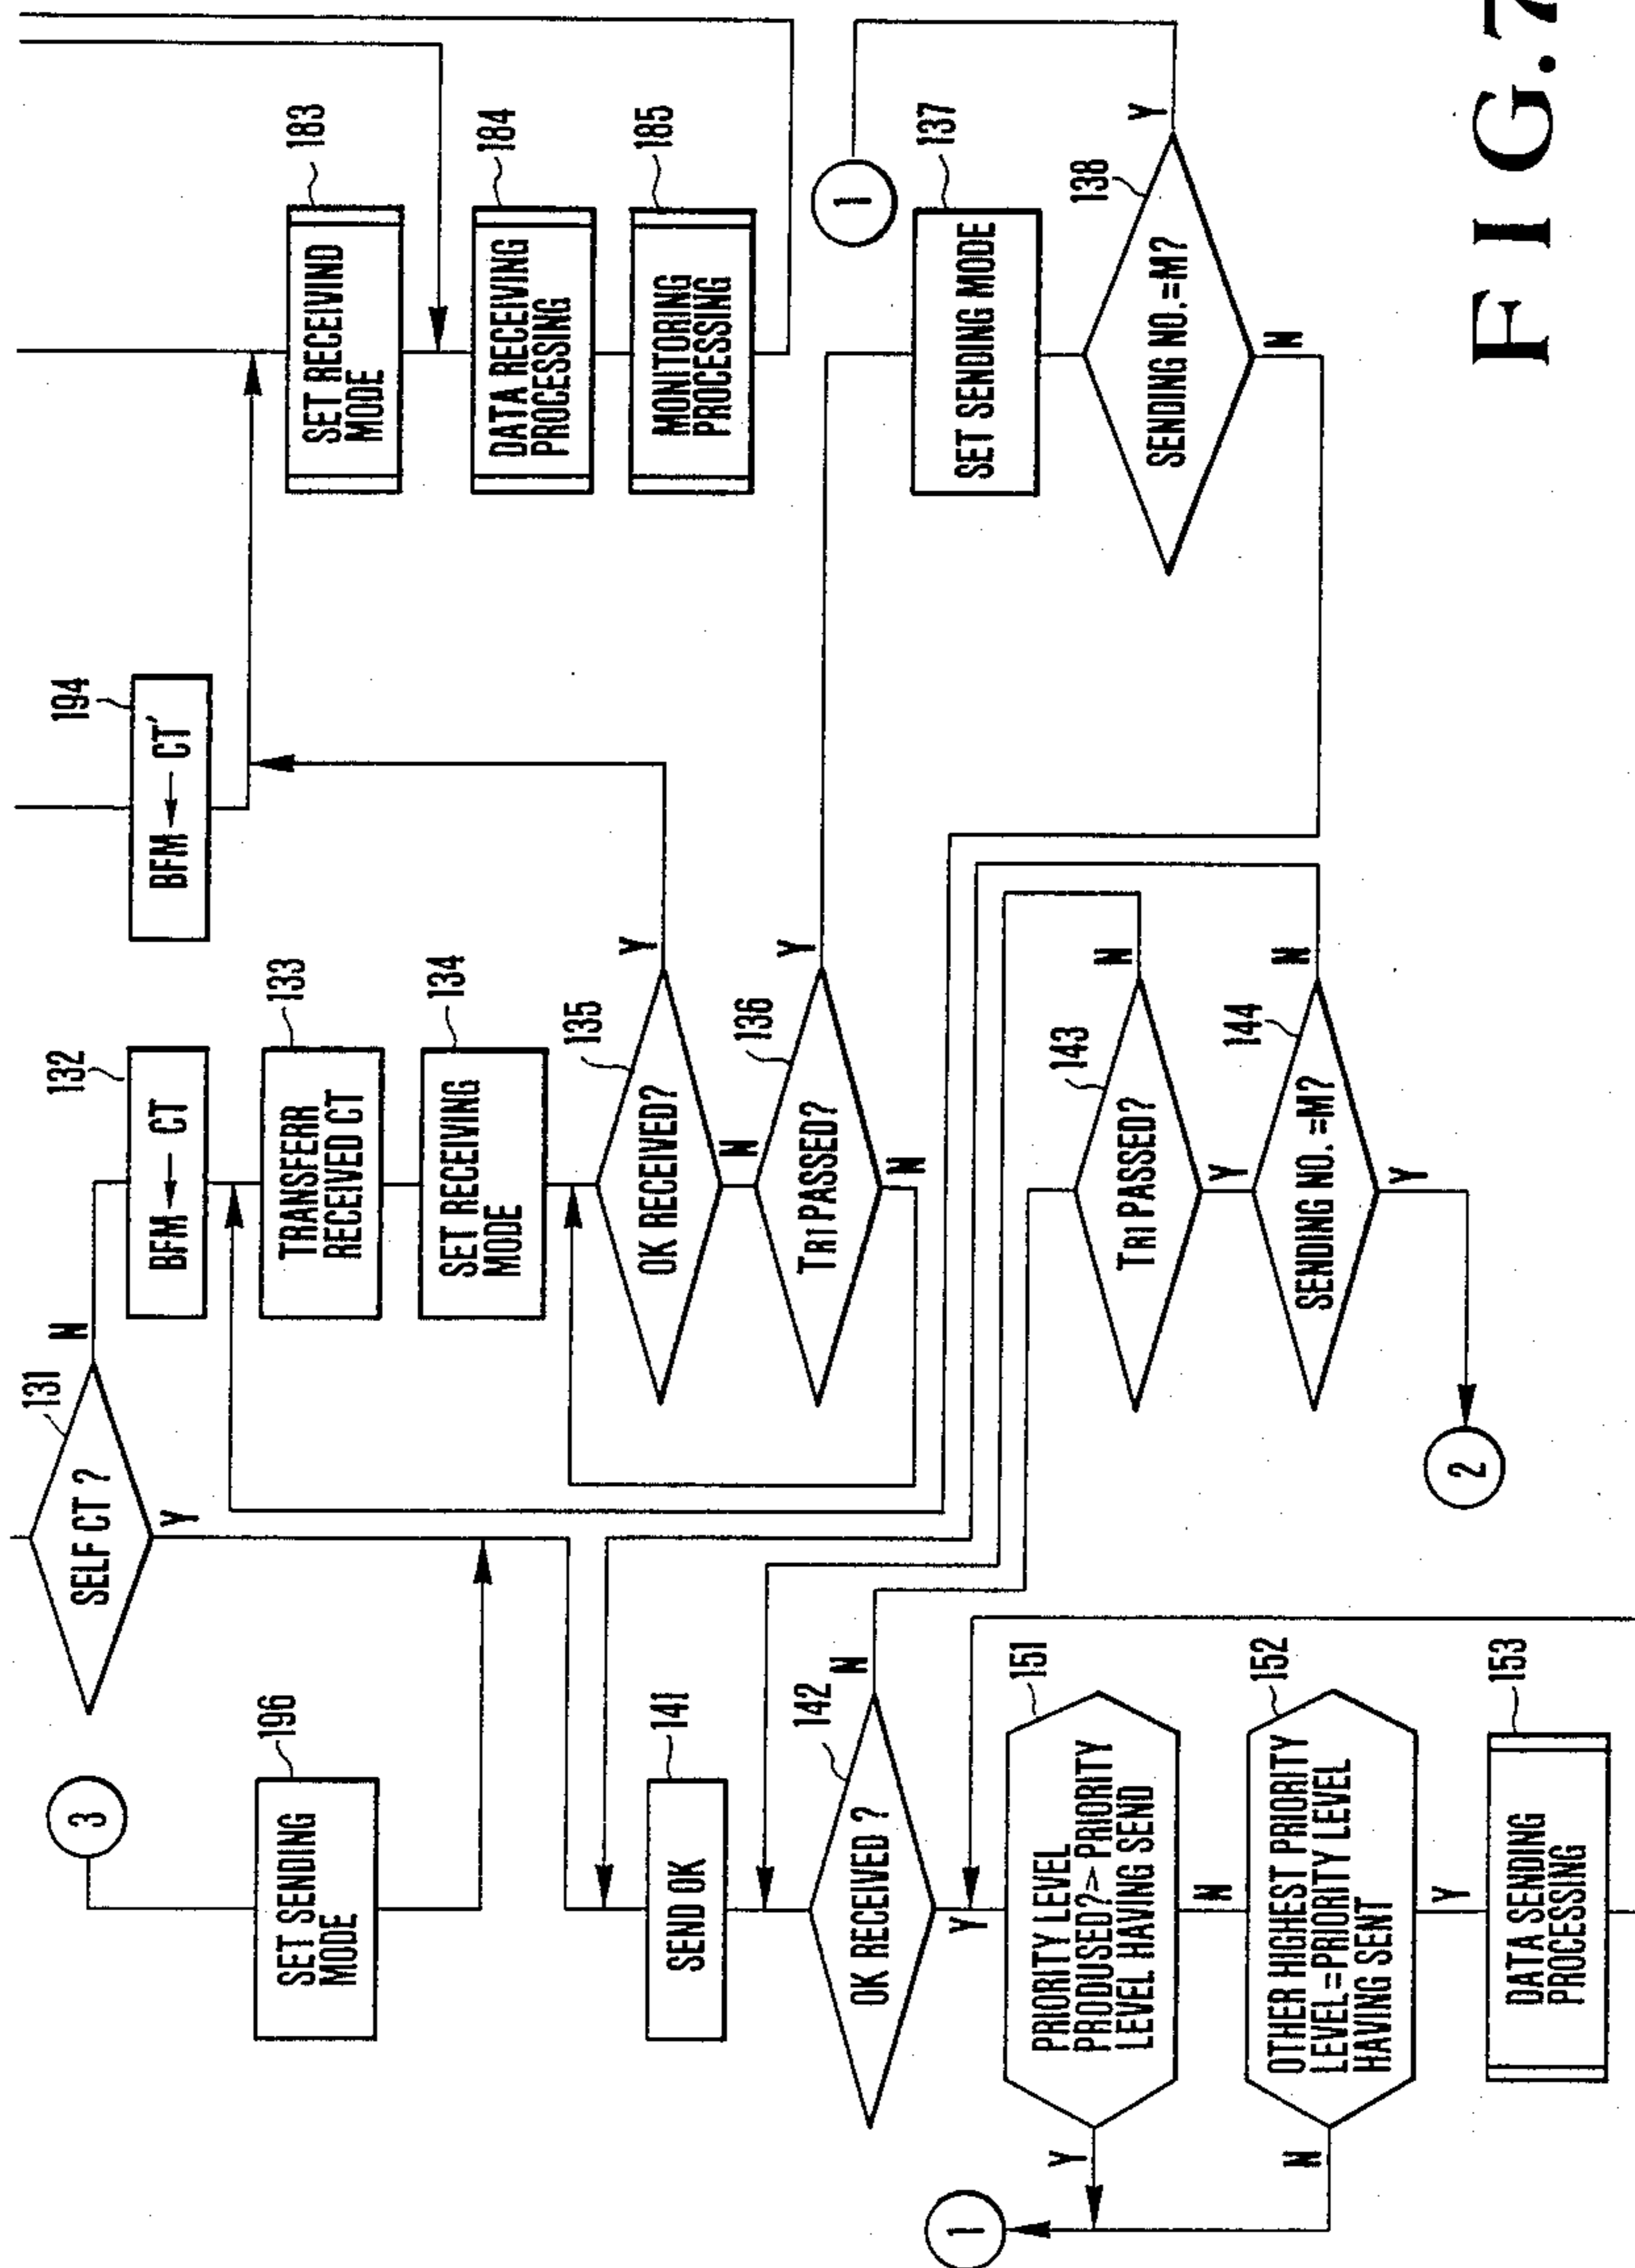 3
SET SENDING
MODE
196
SELF CT ?
131
N
Y
BFM ← CT
132
TRANSFERR
RECEIVED CT
133
SET RECEIVING
MODE
134
OK RECEIVED?
135
Y
N
TR1 PASSED?
136
Y
N
BFM ← CT'
194
SET RECEIVIND
MODE
183
DATA RECEIVING
PROCESSING
184
MONITORING
PROCESSING
185
1
SET SENDING MODE
137
SENDING NO.=M?
138
Y
N
SEND OK
141
OK RECEIVED ?
142
N
Y
TR1 PASSED?
143
N
Y
SENDING NO. =M?
144
N
Y
2
PRIORITY LEVEL
PRODUSED?> PRIORITY
LEVEL HAVING SEND
151
Y
N
OTHER HIGHEST PRIORITY
LEVEL=PRIORITY LEVEL
HAVING SENT
152
N
Y
1
DATA SENDING
PROCESSING
153
FIG.7